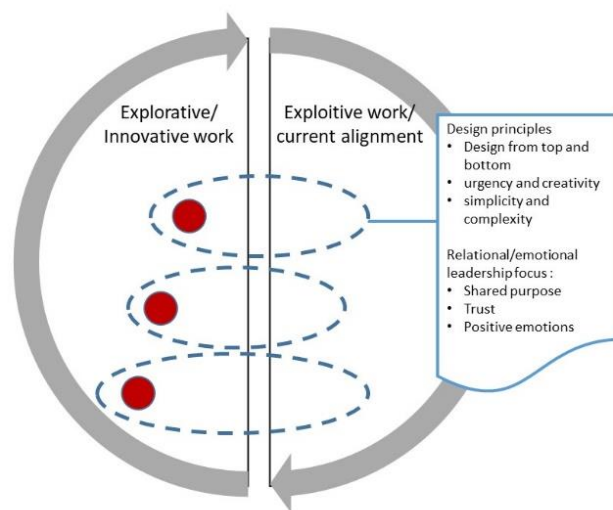 Explorative/
Innovative work
Exploitive work/
current alignment
Design principles
• Design from top and
bottom
• urgency and creativity
• simplicity and
complexity
Relational/emotional
leadership focus :
• Shared purpose
• Trust
• Positive emotions